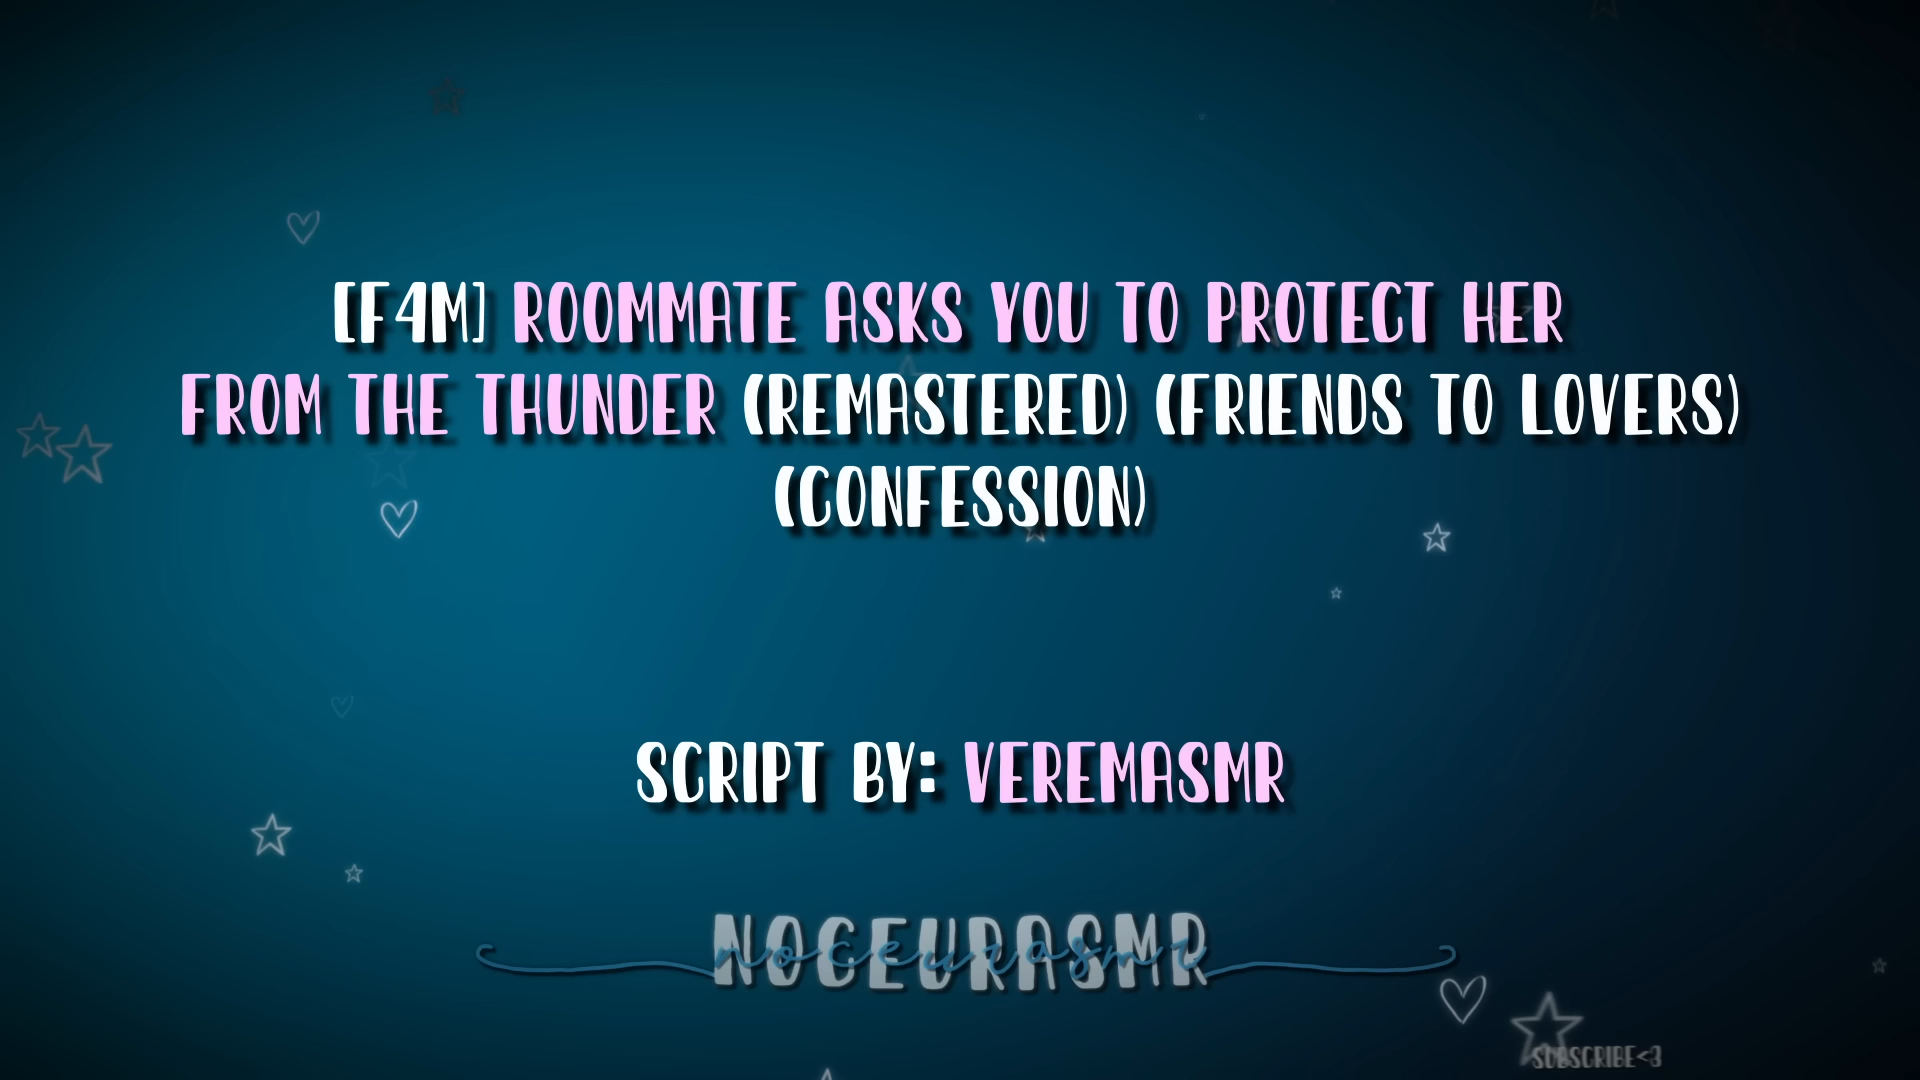 [F4M] ROOMMATE ASKS YOU TO PROTECT HER
FROM THE THUNDER (REMASTERED) (FRIENDS TO LOVERS)
(CONFESSION)
SCRIPT BY: VEREMASMR
NOCEURASMR
noceurasmr
SUBSCRIBE<3